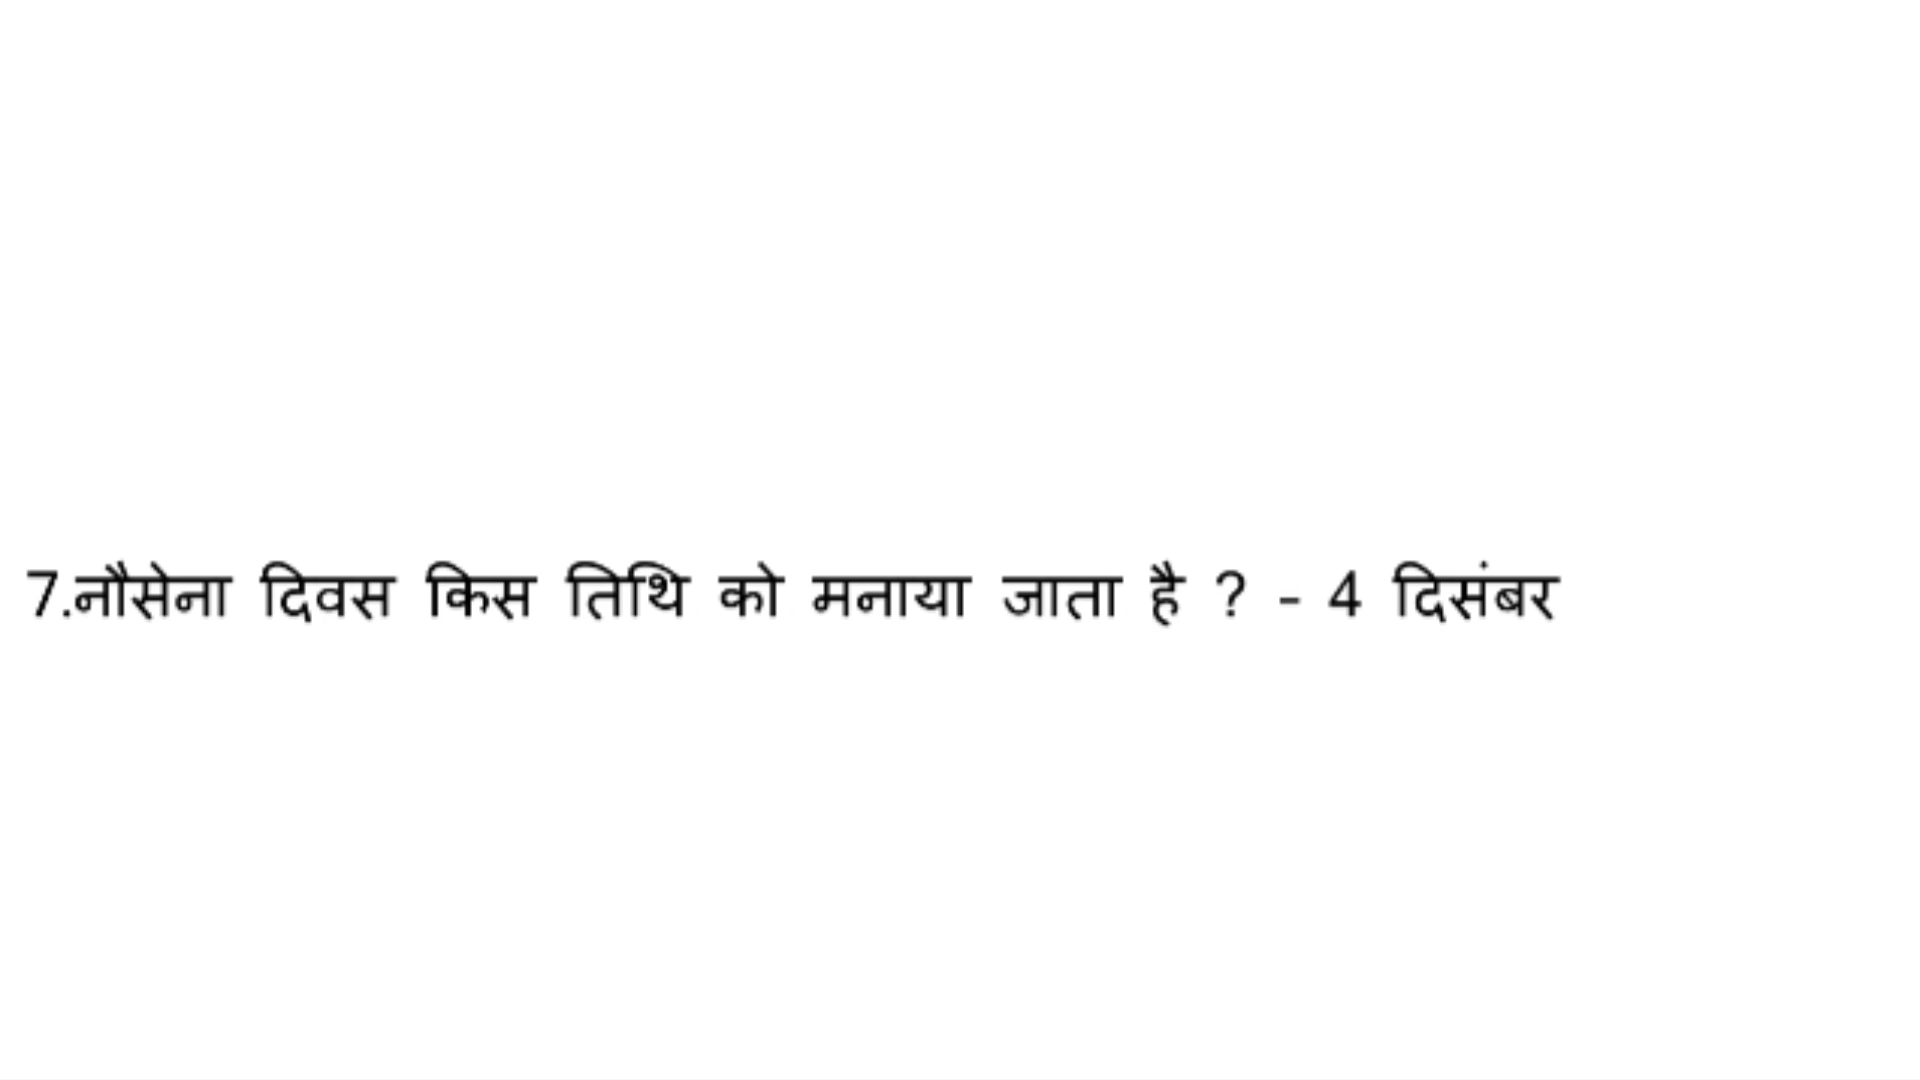 7.नौसेना दिवस किस तिथि को मनाया जाता है ? - 4 दिसंबर